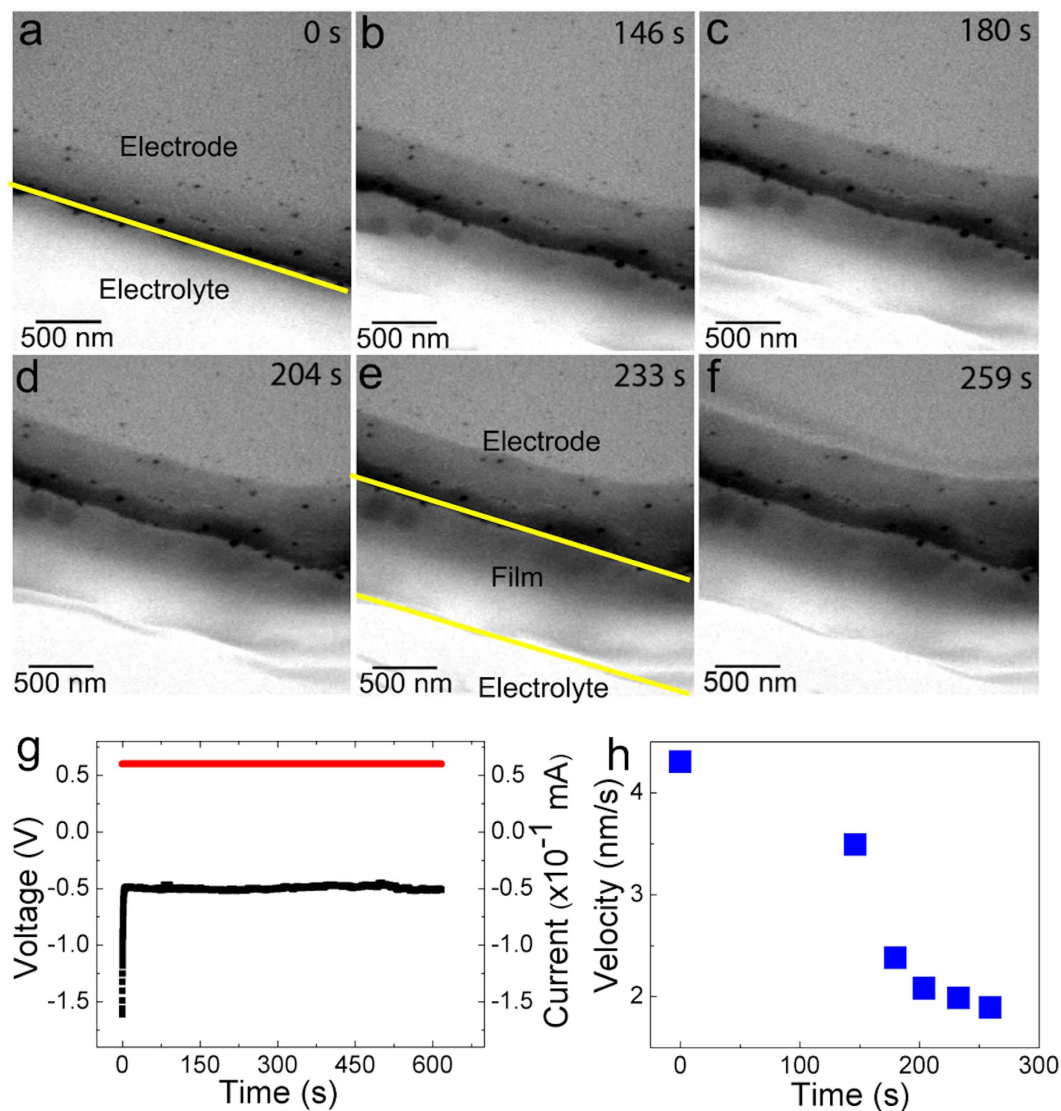 a
0 s
Electrode
Electrolyte
500 nm
b
146 s
500 nm
c
180 s
500 nm
d
204 s
500 nm
e
233 s
Electrode
Film
Electrolyte
500 nm
f
259 s
500 nm
g
Voltage (V)
0.5
0.0
-0.5
-1.0
-1.5
0 150 300 450 600
Time (s)
0.5
0.0
-0.5
-1.0
-1.5
Current (x10⁻¹ mA)
h
Velocity (nm/s)
4
3
2
0 100 200 300
Time (s)